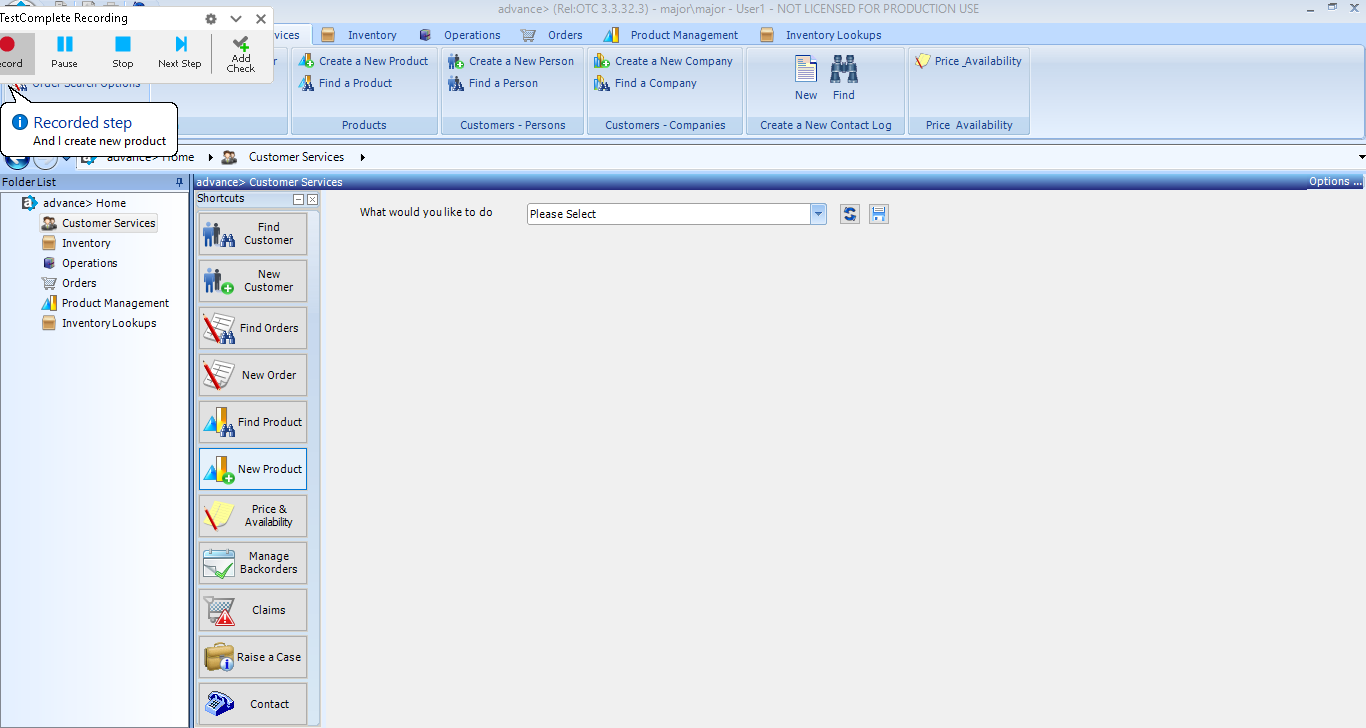 advance> (Rel:OTC 3.3.32.3) - major\major - User1 - NOT LICENSED FOR PRODUCTION USE
TestComplete Recording
Inventory
Operations
Orders
Product Management
Inventory Lookups
Pause
Stop
Next Step
Add
Check
Order Search Options
Create a New Product
Find a Product
Products
Create a New Person
Find a Person
Customers - Persons
Create a New Company
Find a Company
Customers - Companies
New
Find
Create a New Contact Log
Price _Availability
Price Availability
Recorded step
And I create new product
advance> Home
Customer Services
Folder List
advance> Home
Customer Services
Inventory
Operations
Orders
Product Management
Inventory Lookups
advance> Customer Services
Options ...
Shortcuts
Find
Customer
New
Customer
Find Orders
New Order
Find Product
New Product
Price &
Availability
Manage
Backorders
Claims
Raise a Case
Contact
What would you like to do
Please Select